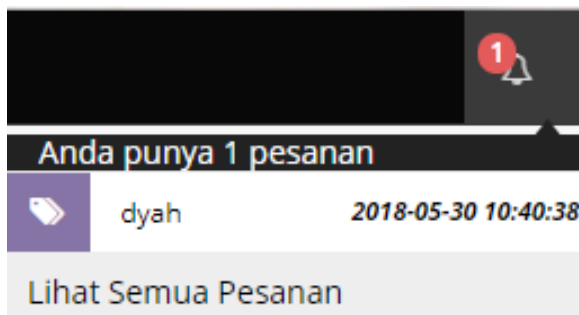 1
Anda punya 1 pesanan
dyah 2018-05-30 10:40:38
Lihat Semua Pesanan